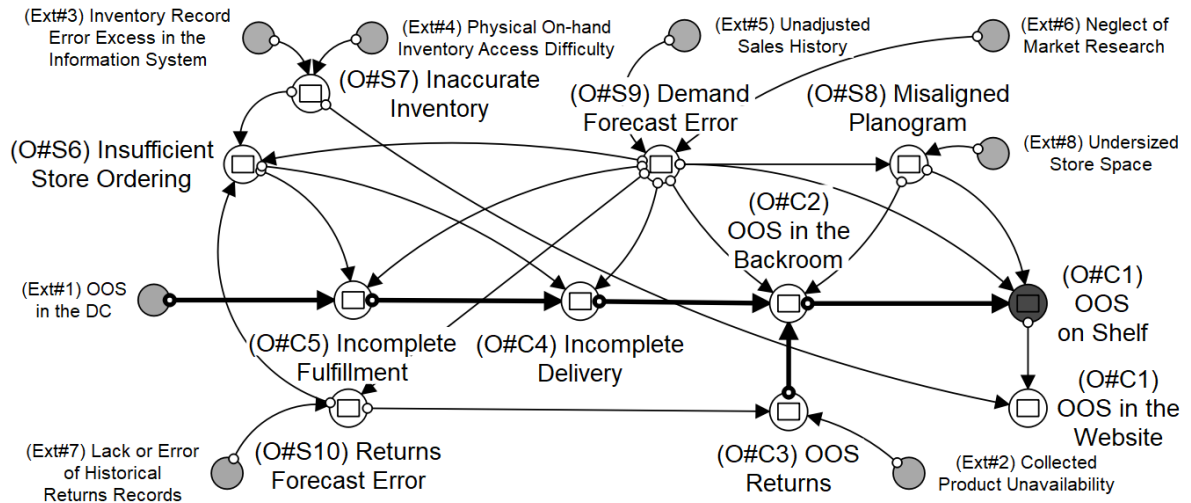 (Ext#3) Inventory Record
Error Excess in the
Information System
(Ext#4) Physical On-hand
Inventory Access Difficulty
(Ext#5) Unadjusted
Sales History
(Ext#6) Neglect of
Market Research
(O#S7) Inaccurate
Inventory
(O#S9) Demand
Forecast Error
(O#S8) Misaligned
Planogram
(O#S6) Insufficient
Store Ordering
(Ext#8) Undersized
Store Space
(O#C2)
OOS in the
Backroom
(Ext#1) OOS
in the DC
(O#C1)
OOS
on Shelf
(O#C5) Incomplete
Fulfillment
(O#C4) Incomplete
Delivery
(O#C1)
OOS in the
Website
(Ext#7) Lack or Error
of Historical
Returns Records
(O#S10) Returns
Forecast Error
(O#C3) OOS
Returns
(Ext#2) Collected
Product Unavailability